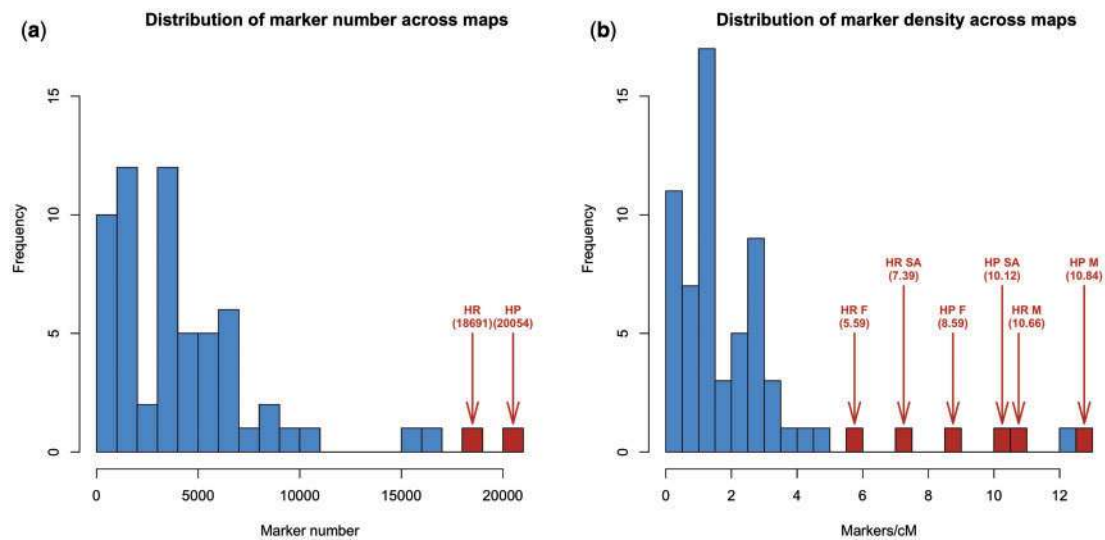 (a)
Distribution of marker number across maps
15
10
5
0
Frequency
HR
(18691)
HP
(20054)
0 5000 10000 15000 20000
Marker number
(b)
Distribution of marker density across maps
15
10
5
0
Frequency
HR F
(5.59)
HR SA
(7.39)
HP F
(8.59)
HP SA
(10.12)
HR M
(10.66)
HP M
(10.84)
0 2 4 6 8 10 12
Markers/cM